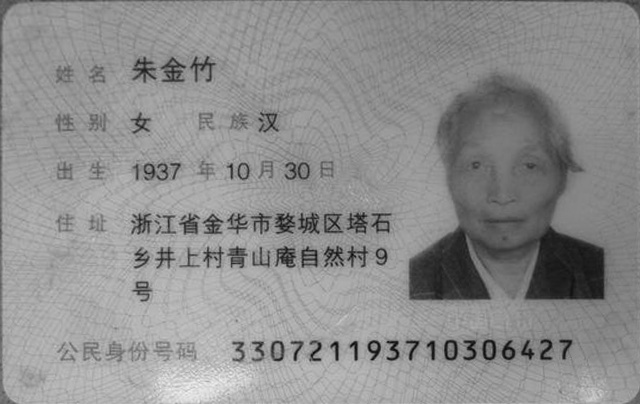 姓名 朱金竹
性别 女 民族 汉
出生 1937 年 10 月 30 日
住址 浙江省金华市婺城区塔石
乡井上村青山庵自然村9
号
公民身份号码 330721193710306427